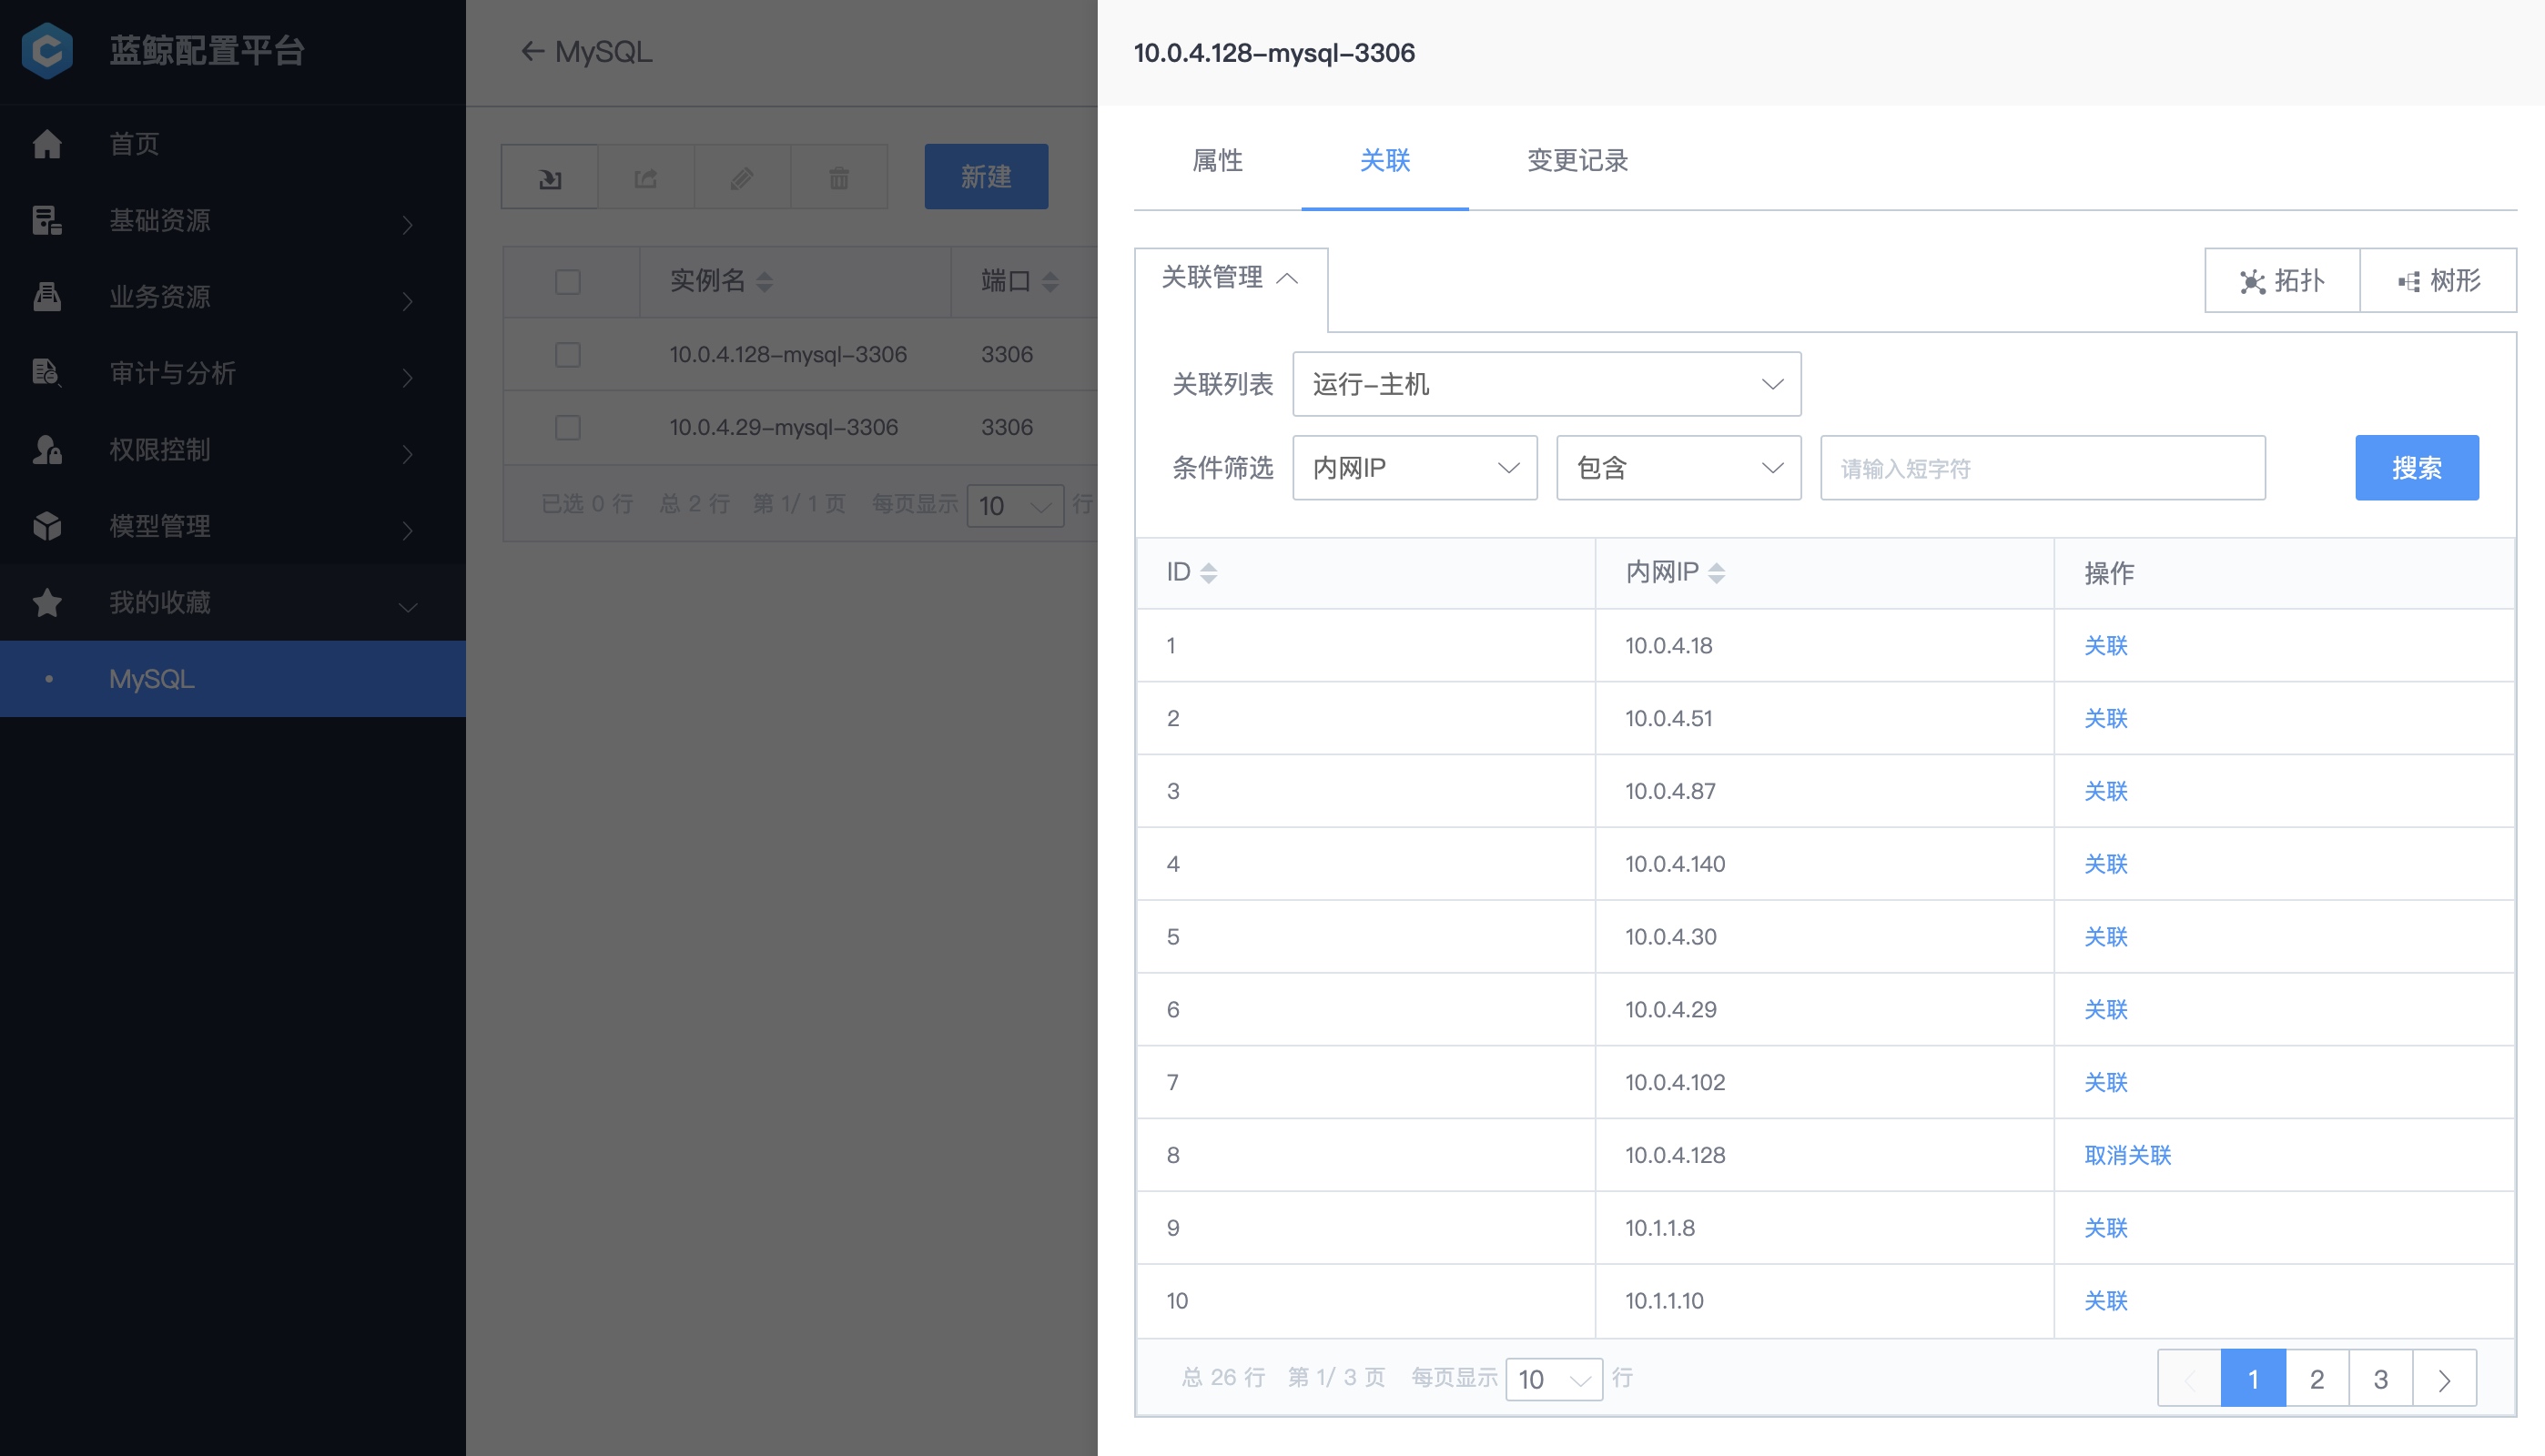 蓝鲸配置平台
首页
基础资源
业务资源
审计与分析
权限控制
模型管理
我的收藏
MySQL
MySQL
新建
实例名 端口
10.0.4.128-mysql-3306 3306
10.0.4.29-mysql-3306 3306
已选 0 行 总 2 行 第 1/ 1 页 每页显示 10 行
10.0.4.128-mysql-3306
属性 关联 变更记录
关联管理 拓扑 树形
关联列表 运行-主机
条件筛选 内网IP 包含 请输入短字符 搜索
ID 内网IP 操作
1 10.0.4.18 关联
2 10.0.4.51 关联
3 10.0.4.87 关联
4 10.0.4.140 关联
5 10.0.4.30 关联
6 10.0.4.29 关联
7 10.0.4.102 关联
8 10.0.4.128 取消关联
9 10.1.1.8 关联
10 10.1.1.10 关联
总 26 行 第 1/ 3 页 每页显示 10 行 1 2 3